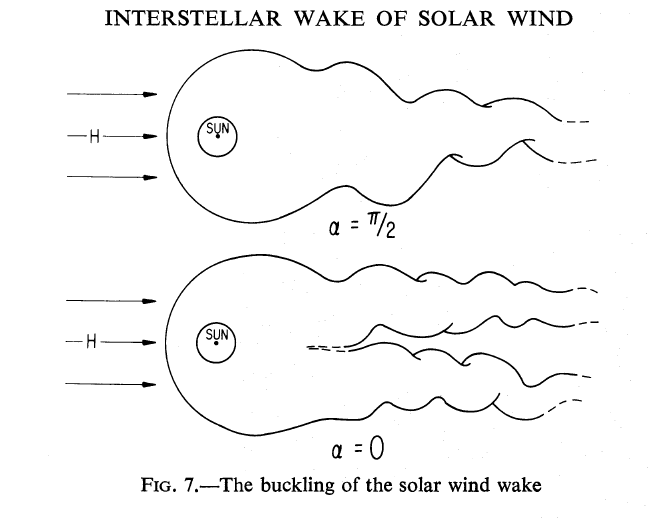 INTERSTELLAR WAKE OF SOLAR WIND
SUN
H
α = π/2
SUN
H
α = 0
FIG. 7.—The buckling of the solar wind wake